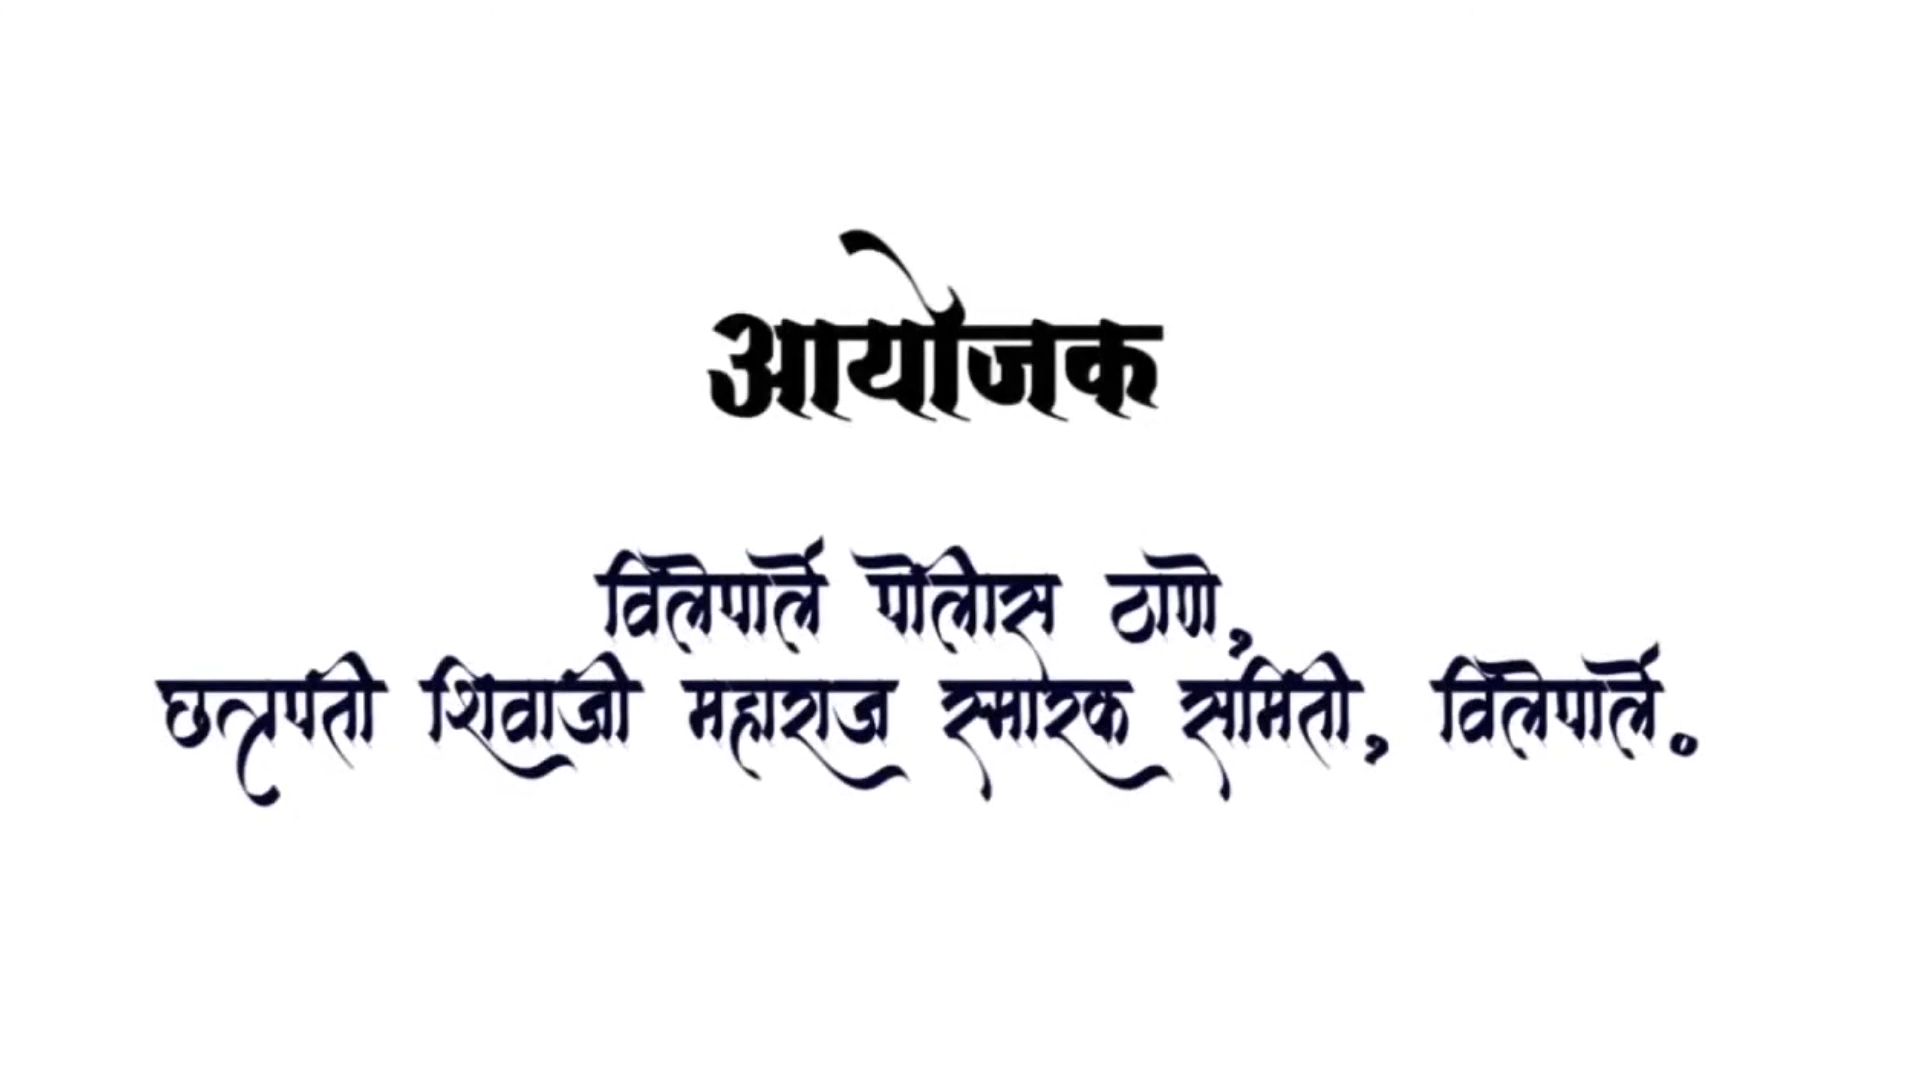 आयोजक
विलेपार्ले पोलीस ठाणे,
छत्रपती शिवाजी महाराज स्मारक समिती, विलेपार्ले.